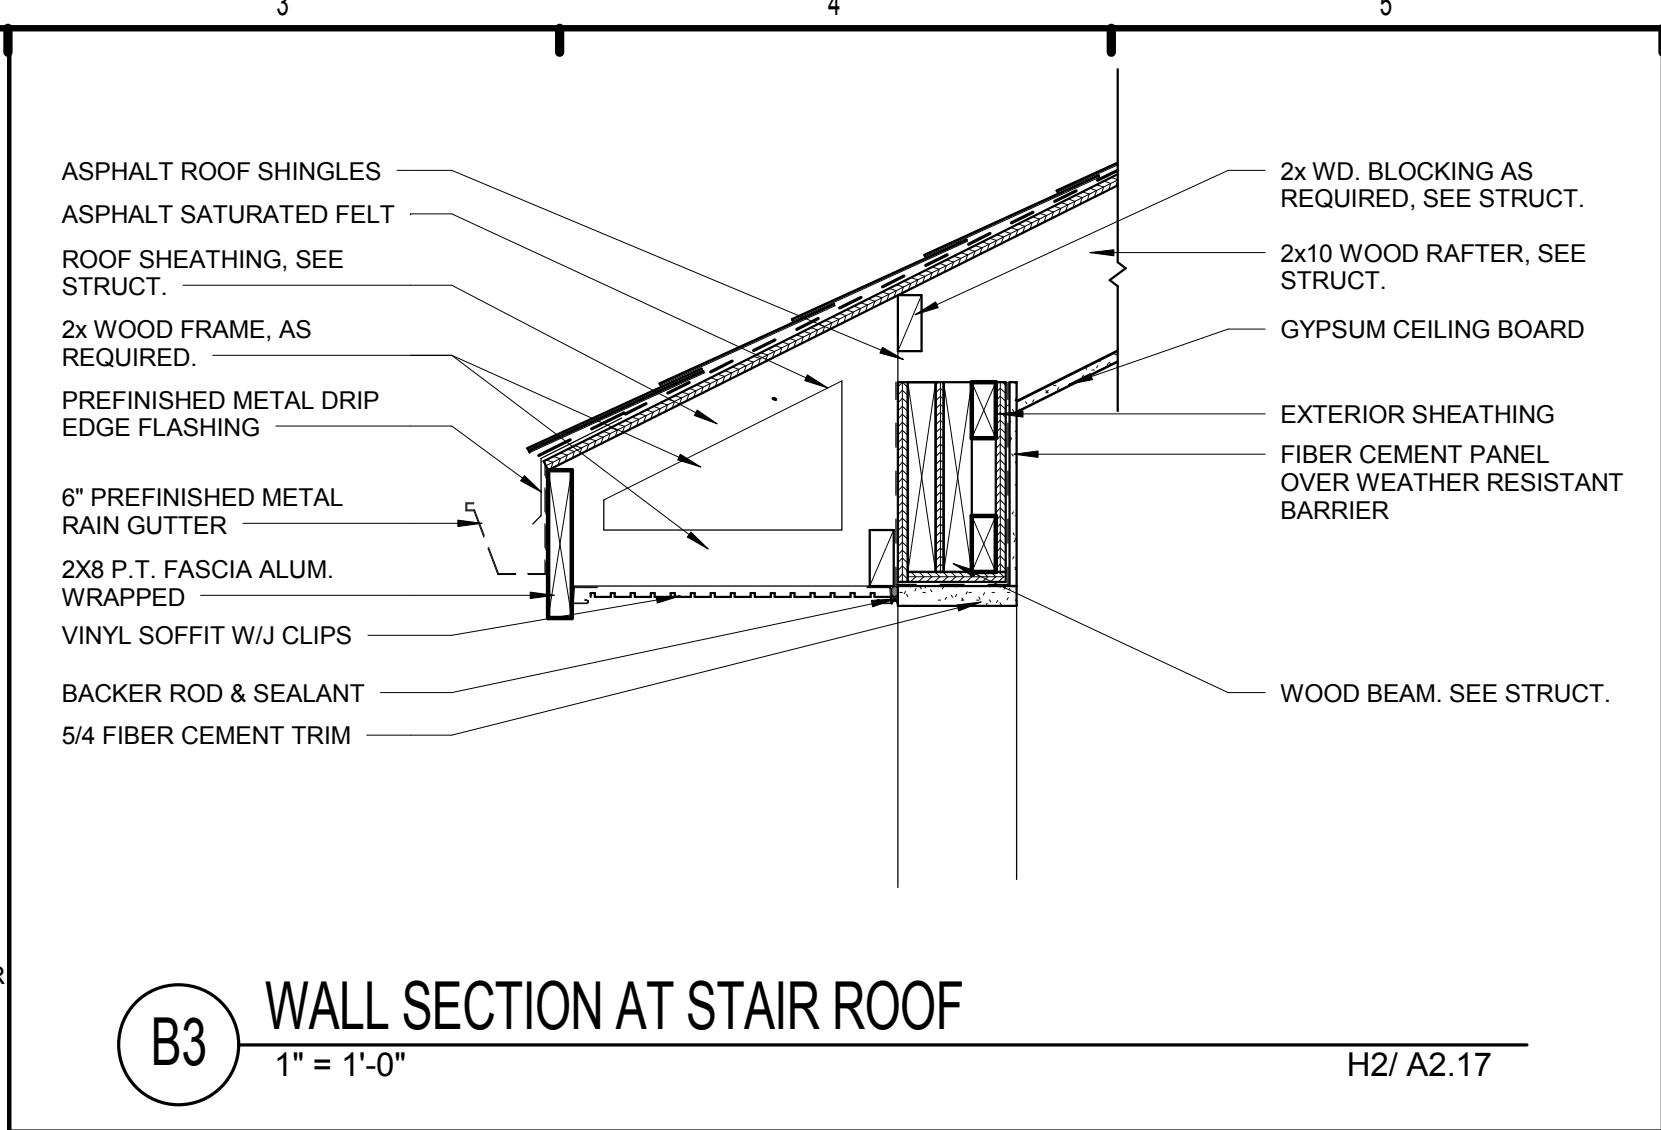 3
4
5
ASPHALT ROOF SHINGLES
ASPHALT SATURATED FELT
ROOF SHEATHING, SEE
STRUCT.
2x WOOD FRAME, AS
REQUIRED.
PREFINISHED METAL DRIP
EDGE FLASHING
6" PREFINISHED METAL
RAIN GUTTER
2X8 P.T. FASCIA ALUM.
WRAPPED
VINYL SOFFIT W/J CLIPS
BACKER ROD & SEALANT
5/4 FIBER CEMENT TRIM
2x WD. BLOCKING AS
REQUIRED, SEE STRUCT.
2x10 WOOD RAFTER, SEE
STRUCT.
GYPSUM CEILING BOARD
EXTERIOR SHEATHING
FIBER CEMENT PANEL
OVER WEATHER RESISTANT
BARRIER
WOOD BEAM. SEE STRUCT.
R
B3
WALL SECTION AT STAIR ROOF
1" = 1'-0"
H2/ A2.17